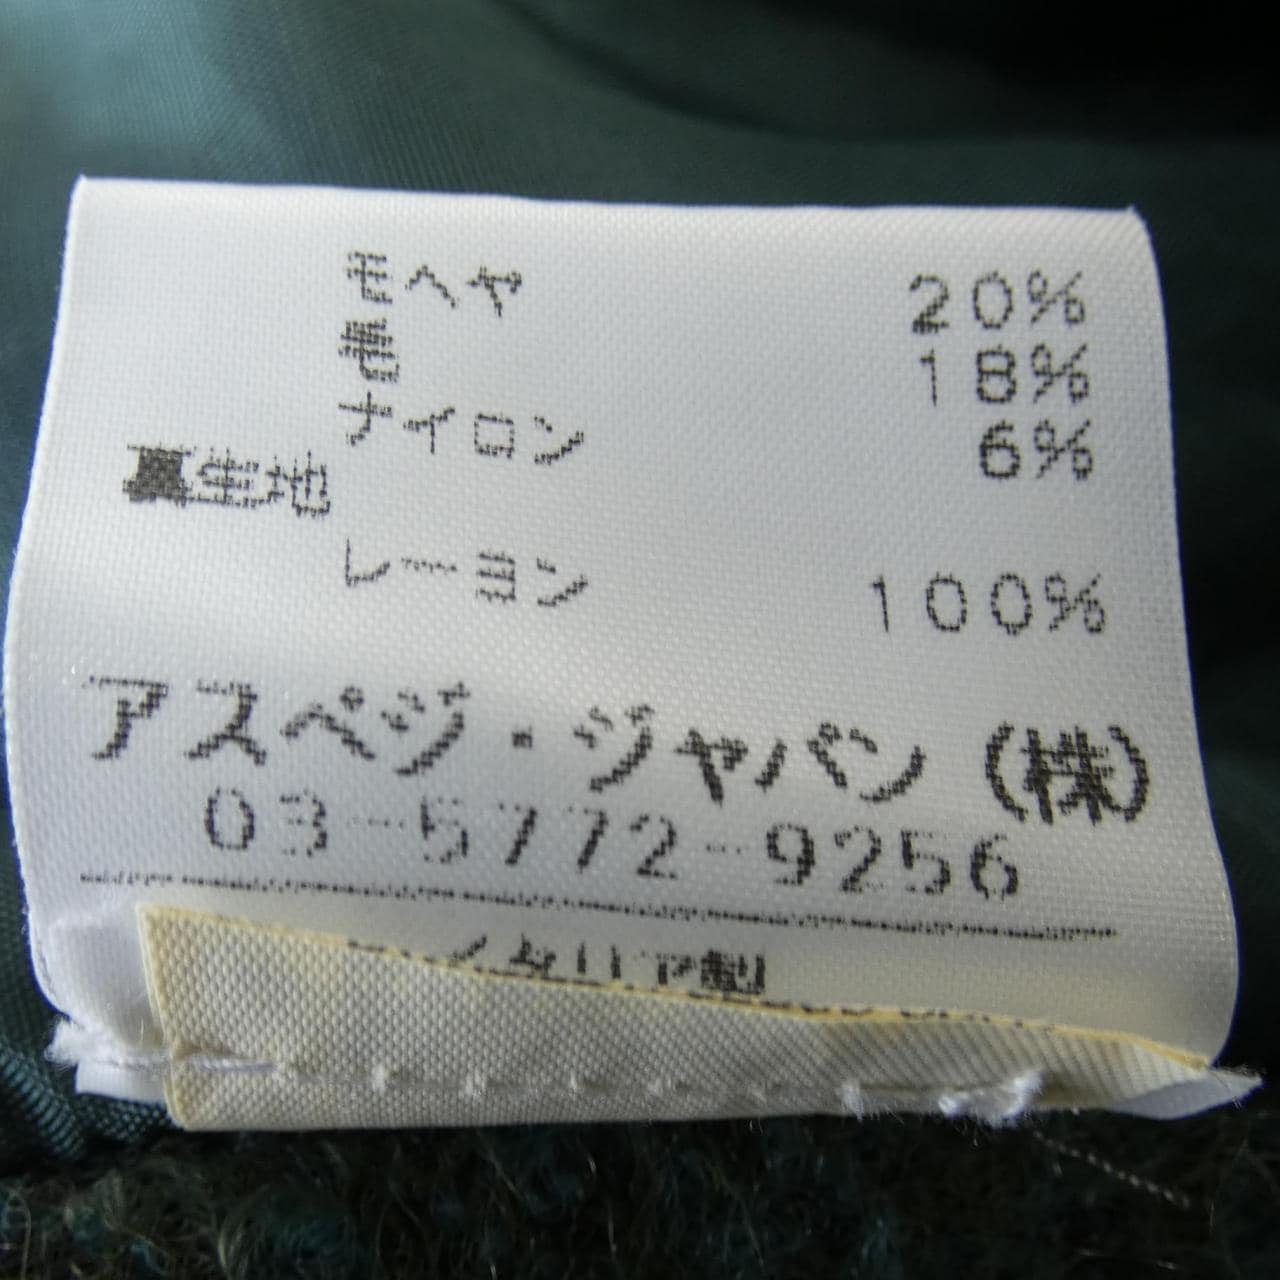 モヘヤ 20%
毛 18%
ナイロン 6%
裏生地
レーヨン 100%
アスペジ・ジャパン(株)
03-5772-9256
イタリア製